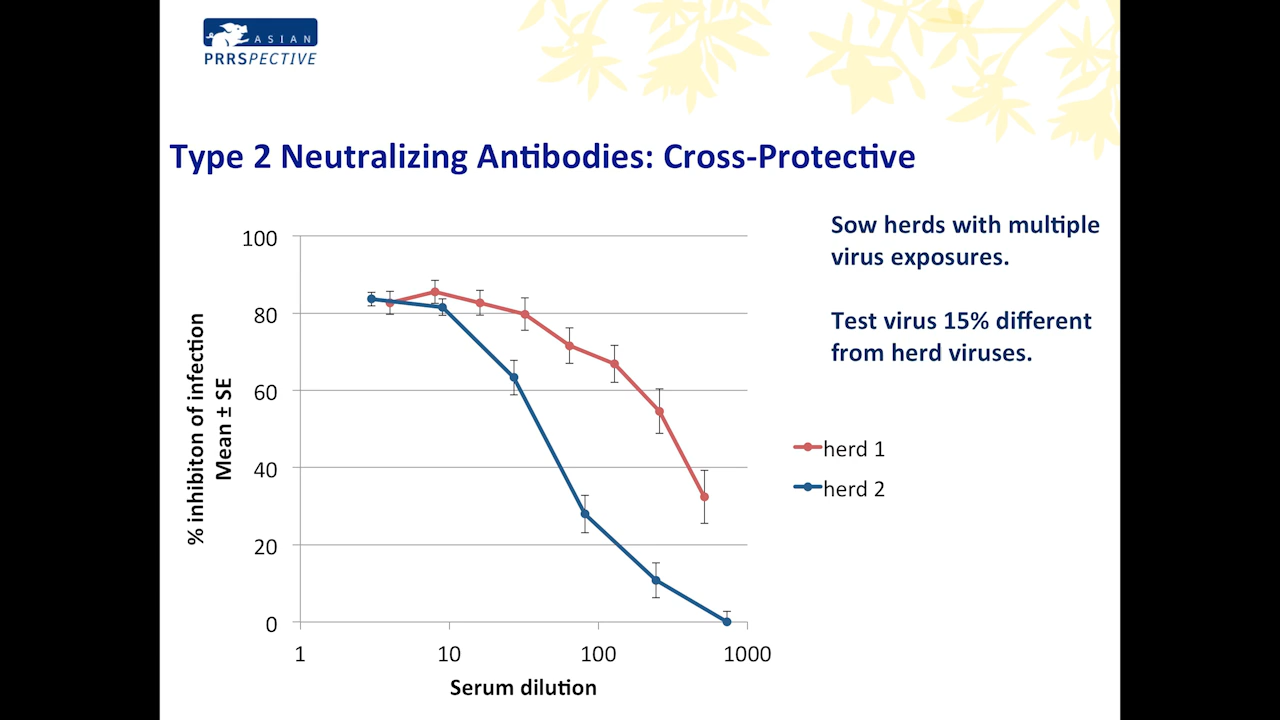 ASIAN
PRRSPECTIVE
Type 2 Neutralizing Antibodies: Cross-Protective
Sow herds with multiple
virus exposures.
Test virus 15% different
from herd viruses.
% inhibiton of infection
Mean ± SE
100
80
60
40
20
0
1
10
100
1000
Serum dilution
herd 1
herd 2